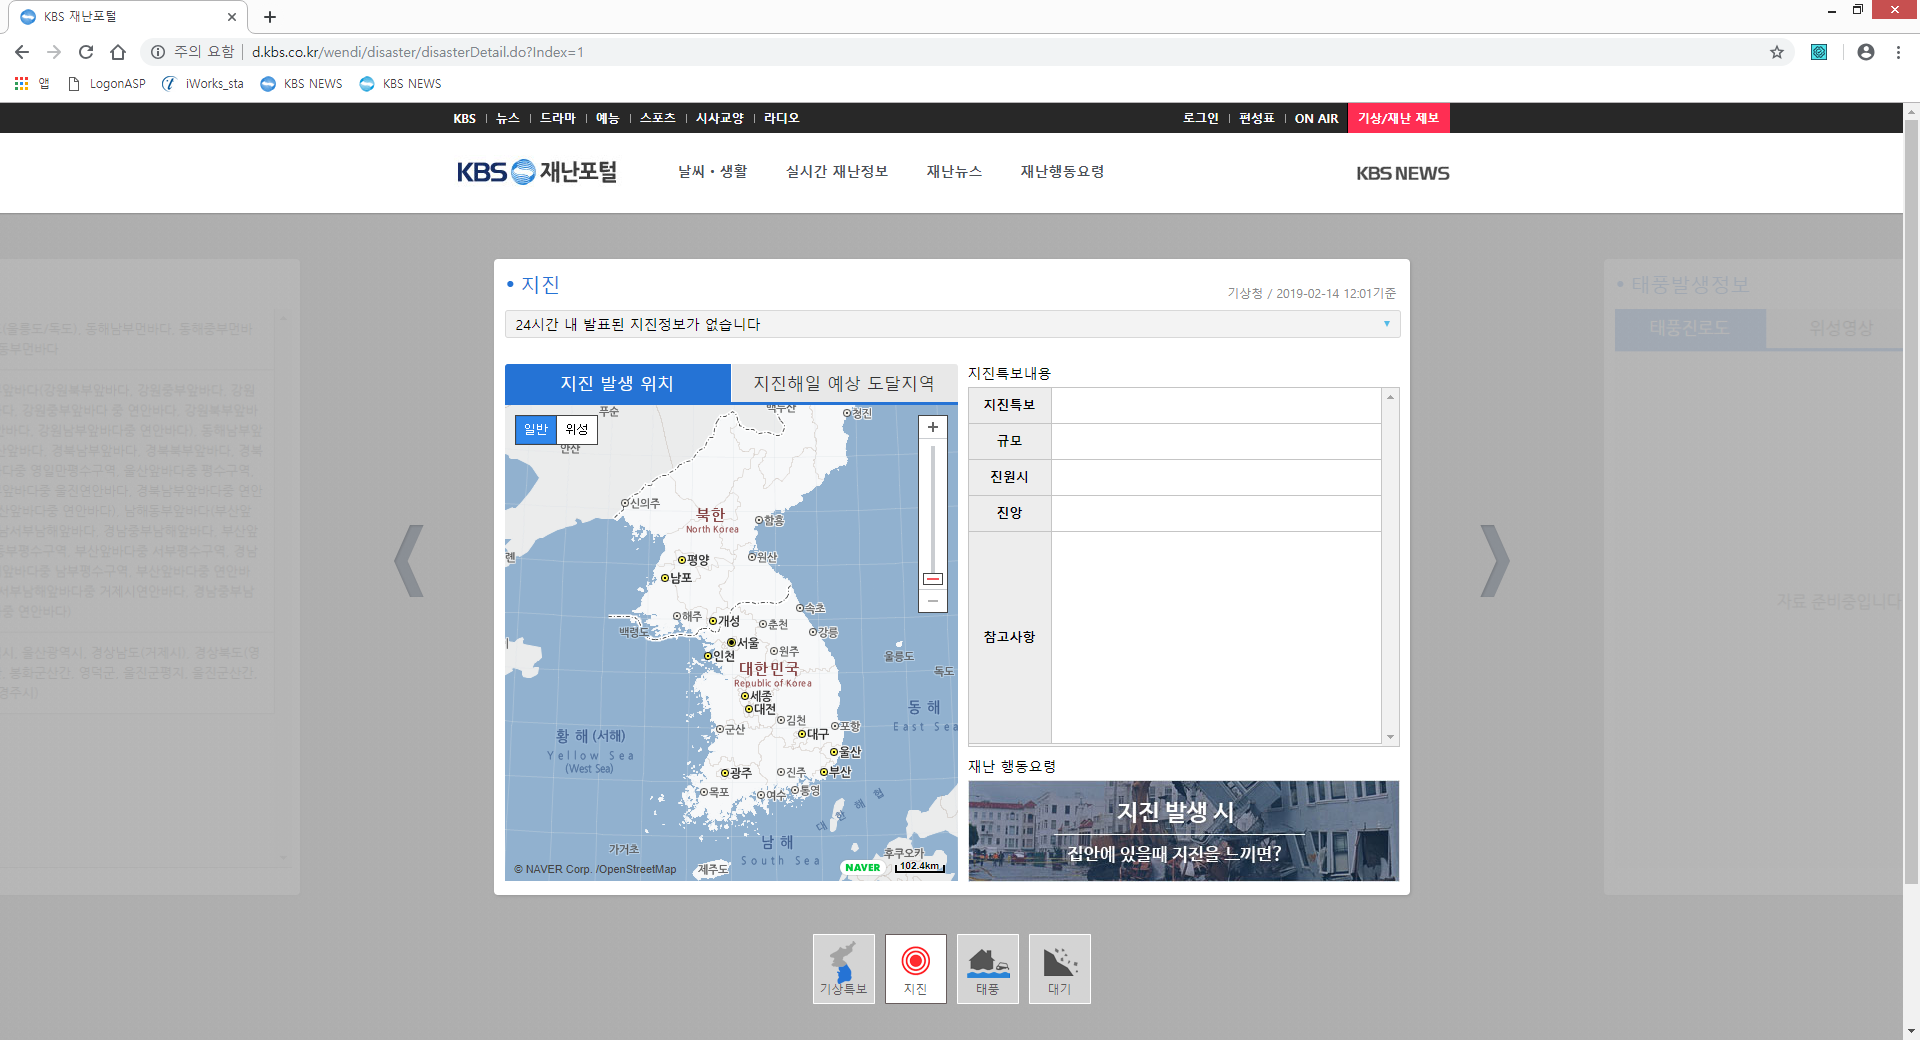 KBS 재난포털
주의 요함 d.kbs.co.kr/wendi/disaster/disasterDetail.do?Index=1
앱 LogonASP iWorks_sta KBS NEWS KBS NEWS
KBS 뉴스 드라마 예능 스포츠 시사교양 라디오 로그인 편성표 ON AIR 기상/재난 제보
KBS 재난포털 날씨・생활 실시간 재난정보 재난뉴스 재난행동요령 KBS NEWS
• 지진
기상청 / 2019-02-14 12:01기준
24시간 내 발표된 지진정보가 없습니다
지진 발생 위치 지진해일 예상 도달지역
일반 위성
푸순
백두산
청진
안산
신의주
북한
North Korea
함흥
평양
원산
남포
해주
개성
속초
춘천
백령도
강릉
서울
인천
원주
울릉도
대한민국
독도
Republic of Korea
세종
대전
동 해
East Sea
군산
김천
포항
대구
황 해 (서해)
Yellow Sea
(West Sea)
울산
광주
진주
부산
목포
여수
통영
대 한 해 협
가거초
남 해
South Sea
후쿠오카
제주도
© NAVER Corp. /OpenStreetMap NAVER 102.4km
지진특보내용
지진특보
규모
진원시
진앙
참고사항
재난 행동요령
지진 발생 시
집안에 있을때 지진을 느끼면?
• 태풍발생정보
태풍진로도 위성영상
자료 준비중입니다
기상특보 지진 태풍 대기